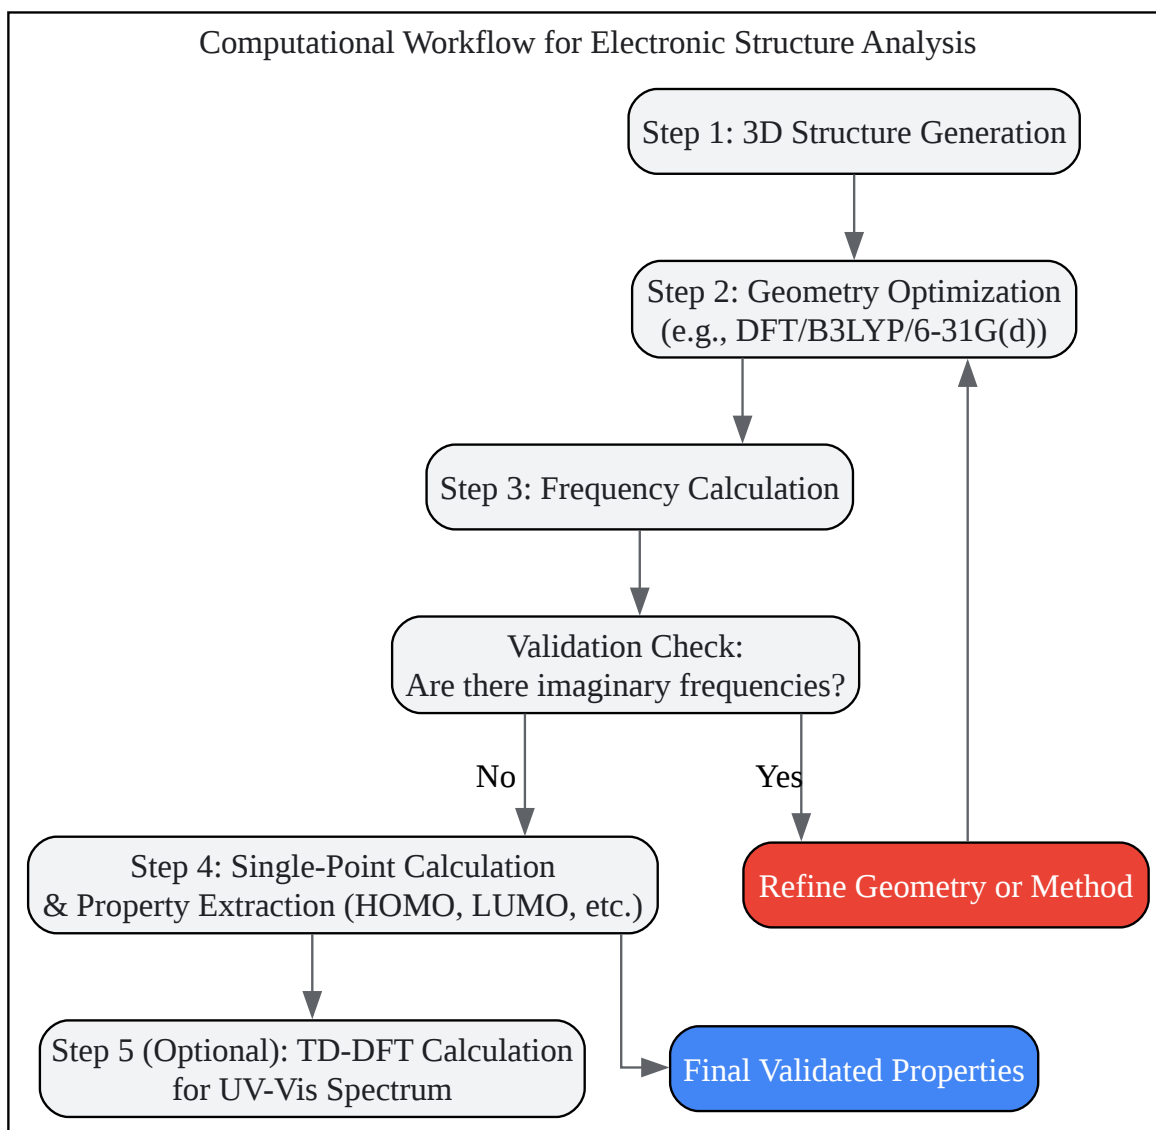 Computational Workflow for Electronic Structure Analysis
Step 1: 3D Structure Generation
Step 2: Geometry Optimization
(e.g., DFT/B3LYP/6-31G(d))
Step 3: Frequency Calculation
Validation Check:
Are there imaginary frequencies?
No
Yes
Step 4: Single-Point Calculation
& Property Extraction (HOMO, LUMO, etc.)
Refine Geometry or Method
Step 5 (Optional): TD-DFT Calculation
for UV-Vis Spectrum
Final Validated Properties